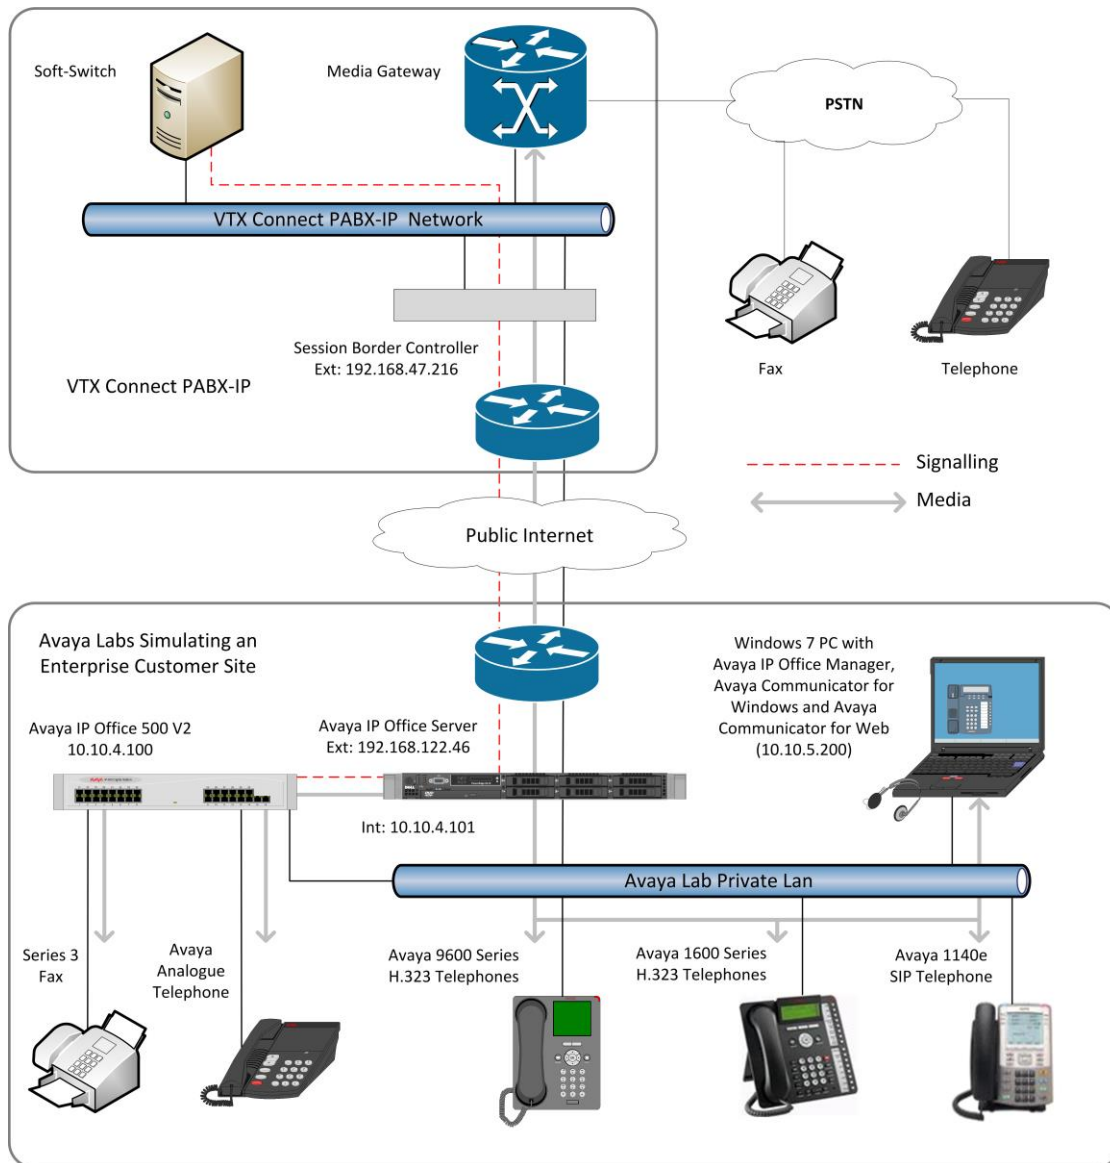 Soft-Switch
Media Gateway
PSTN
VTX Connect PABX-IP  Network
Session Border Controller
Ext: 192.168.47.216
VTX Connect PABX-IP
Fax
Telephone
Signalling
Media
Public Internet
Avaya Labs Simulating an
Enterprise Customer Site
Windows 7 PC with
Avaya IP Office Manager,
Avaya Communicator for
Windows and Avaya
Communicator for Web
(10.10.5.200)
Avaya IP Office 500 V2
10.10.4.100
Avaya IP Office Server
Ext: 192.168.122.46
Int: 10.10.4.101
Avaya Lab Private Lan
Series 3
Fax
Avaya
Analogue
Telephone
Avaya 9600 Series
H.323 Telephones
Avaya 1600 Series
H.323 Telephones
Avaya 1140e
SIP Telephone